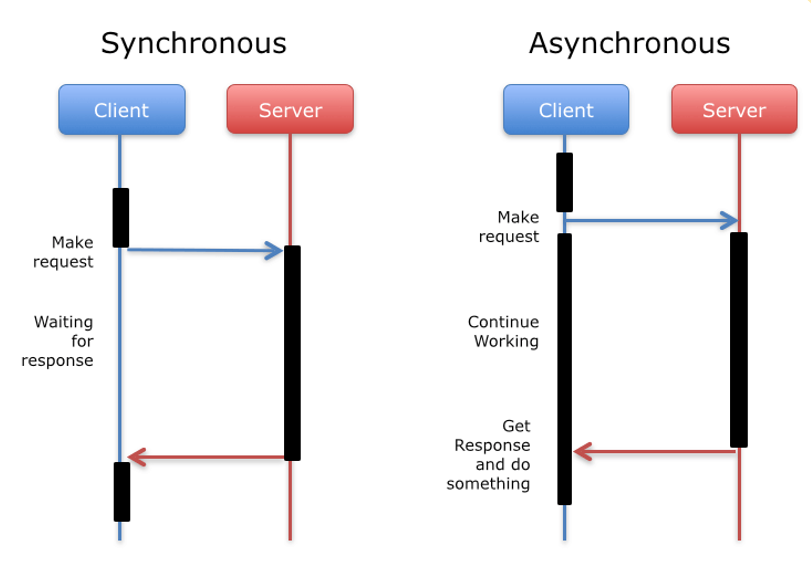 Synchronous
Client
Server
Make
request
Waiting
for
response
Asynchronous
Client
Server
Make
request
Continue
Working
Get
Response
and do
something